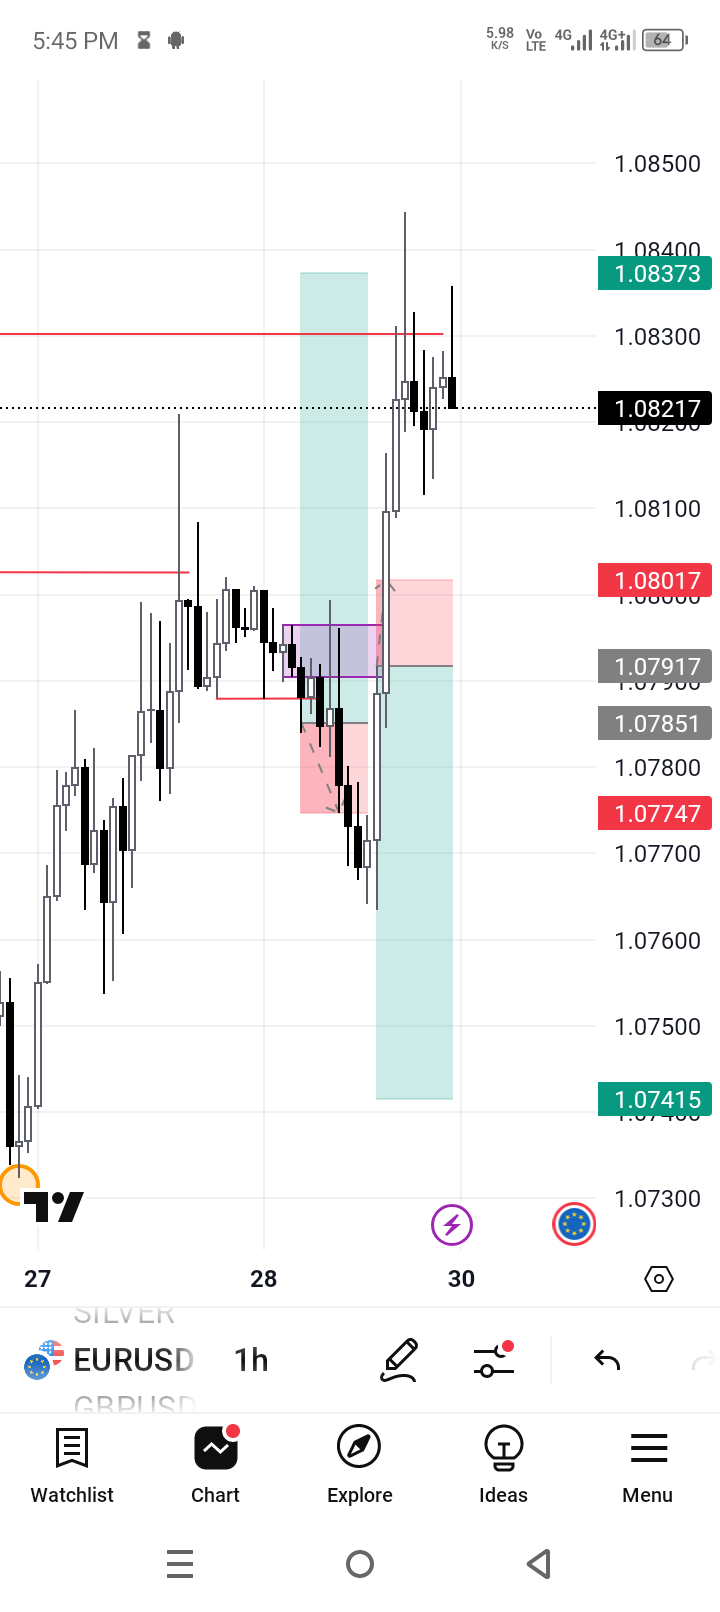 5:45 PM
5.98 K/S Vo LTE 4G 4G+ 64
1.08500
1.08400
1.08373
1.08300
1.08217
1.08200
1.08100
1.08017
1.08000
1.07917
1.07900
1.07851
1.07800
1.07747
1.07700
1.07600
1.07500
1.07415
1.07400
1.07300
27 28 30
SILVER
EURUSD 1h
GBPUSD
Watchlist Chart Explore Ideas Menu